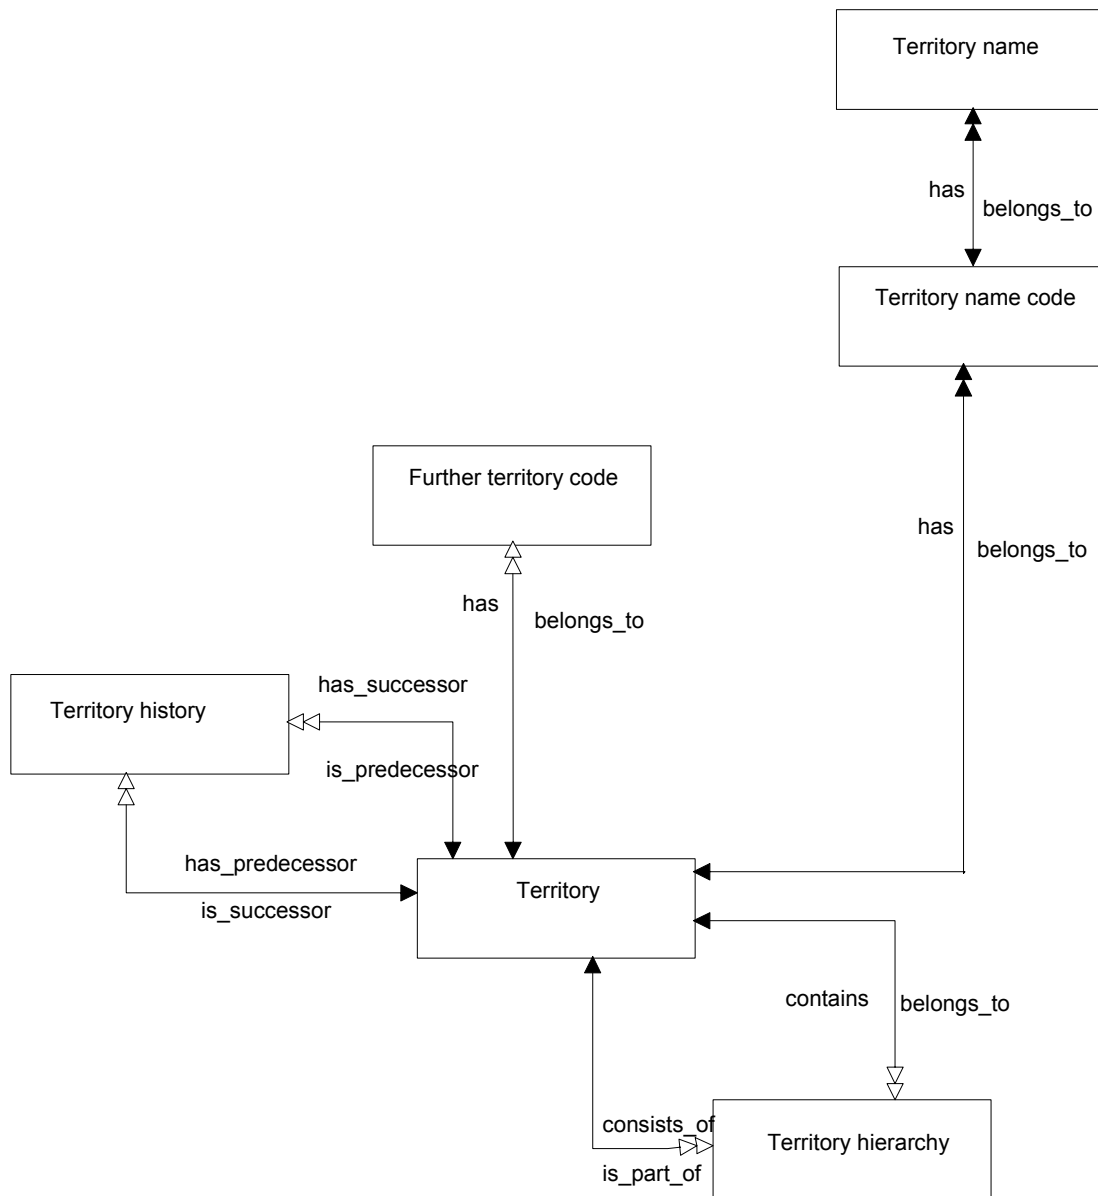 Territory name
has
belongs_to
Territory name code
Further territory code
has
belongs_to
has
belongs_to
Territory history
has_successor
is_predecessor
has_predecessor
is_successor
Territory
contains
belongs_to
consists_of
is_part_of
Territory hierarchy